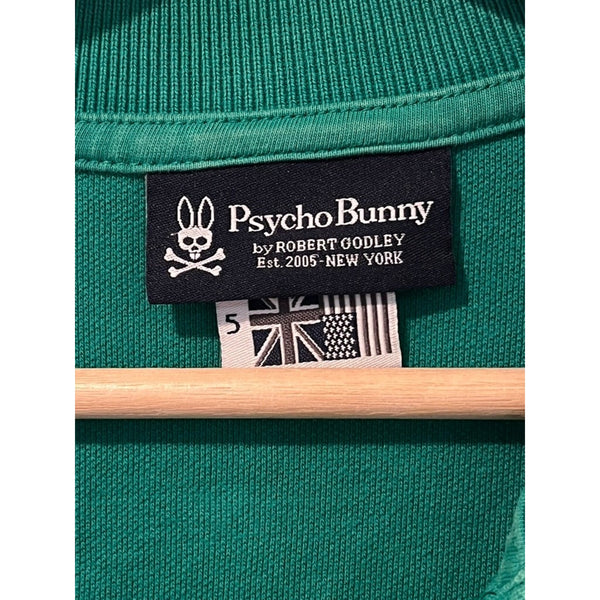 Psycho Bunny
by ROBERT GODLEY
Est. 2005-NEW YORK
5